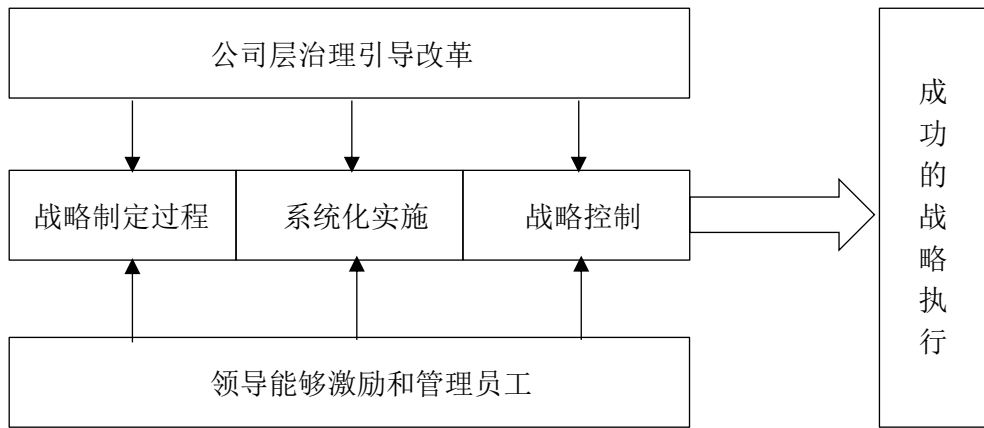 公司层治理引导改革
战略制定过程
系统化实施
战略控制
领导能够激励和管理员工
成功的战略执行